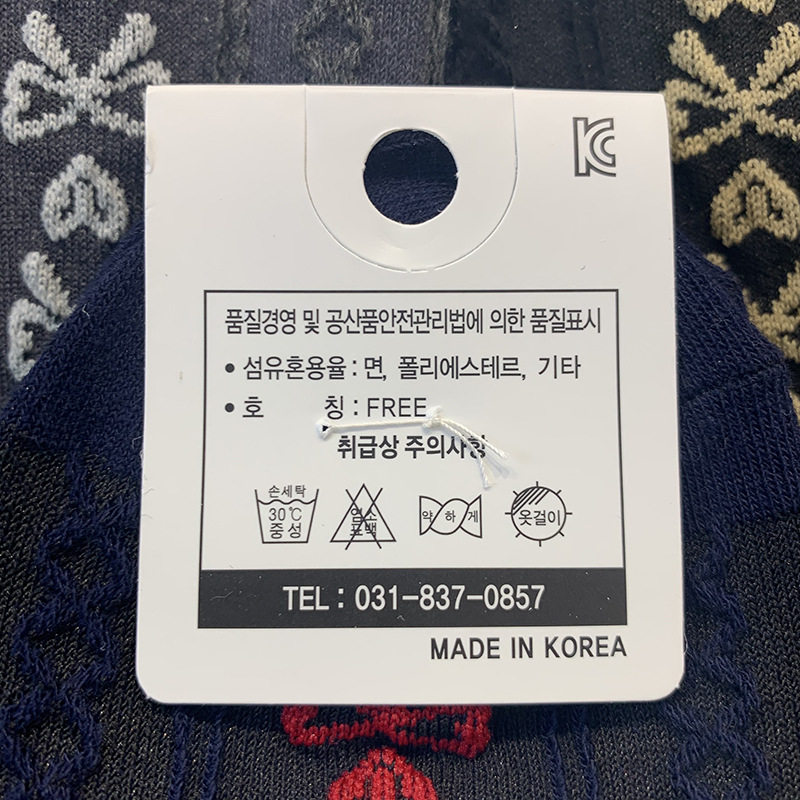 KC
품질경영 및 공산품안전관리법에 의한 품질표시
• 섬유혼용율 : 면, 폴리에스테르, 기타
• 호 칭 : FREE
취급상 주의사항
손세탁
30℃
중성
염소
표백
약하게
옷걸이
TEL : 031-837-0857
MADE IN KOREA